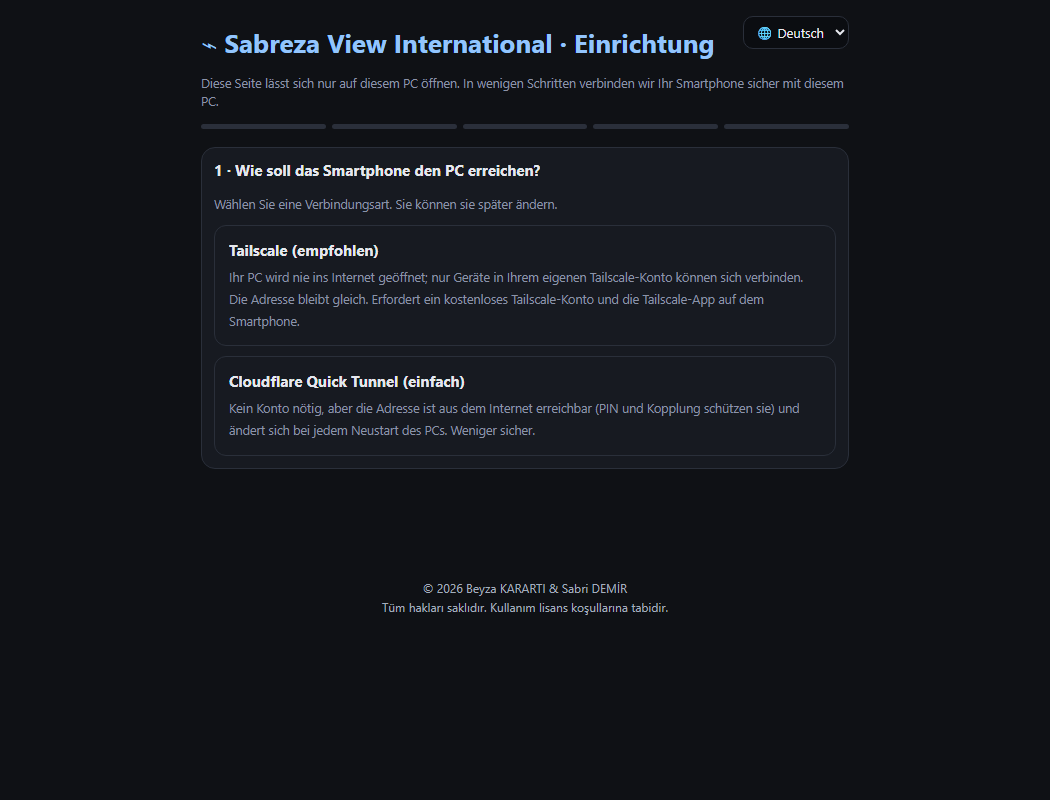 Sabreza View International · Einrichtung
Deutsch
Diese Seite lässt sich nur auf diesem PC öffnen. In wenigen Schritten verbinden wir Ihr Smartphone sicher mit diesem
PC.
1 · Wie soll das Smartphone den PC erreichen?
Wählen Sie eine Verbindungsart. Sie können sie später ändern.
Tailscale (empfohlen)
Ihr PC wird nie ins Internet geöffnet; nur Geräte in Ihrem eigenen Tailscale-Konto können sich verbinden.
Die Adresse bleibt gleich. Erfordert ein kostenloses Tailscale-Konto und die Tailscale-App auf dem
Smartphone.
Cloudflare Quick Tunnel (einfach)
Kein Konto nötig, aber die Adresse ist aus dem Internet erreichbar (PIN und Kopplung schützen sie) und
ändert sich bei jedem Neustart des PCs. Weniger sicher.
© 2026 Beyza KARARTI & Sabri DEMİR
Tüm hakları saklıdır. Kullanım lisans koşullarına tabidir.